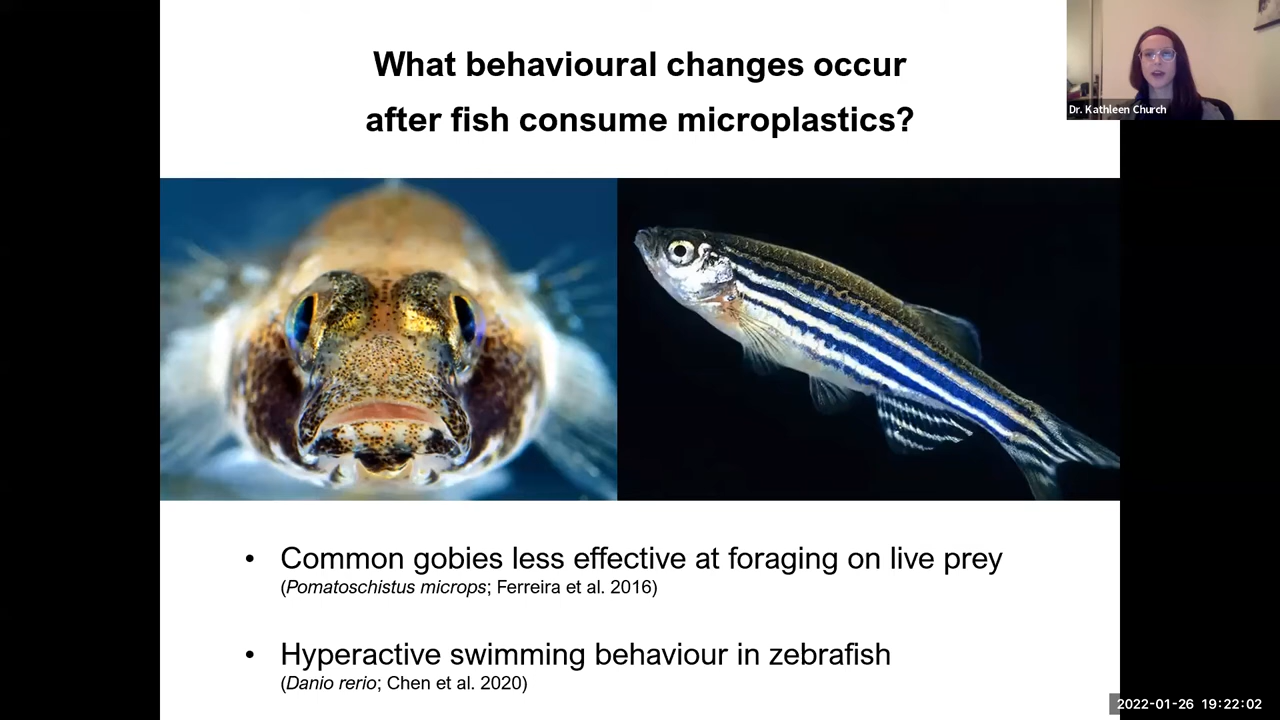 What behavioural changes occur
after fish consume microplastics?
Dr. Kathleen Church
• Common gobies less effective at foraging on live prey
(Pomatoschistus microps; Ferreira et al. 2016)
• Hyperactive swimming behaviour in zebrafish
(Danio rerio; Chen et al. 2020)
2022-01-26 19:22:02